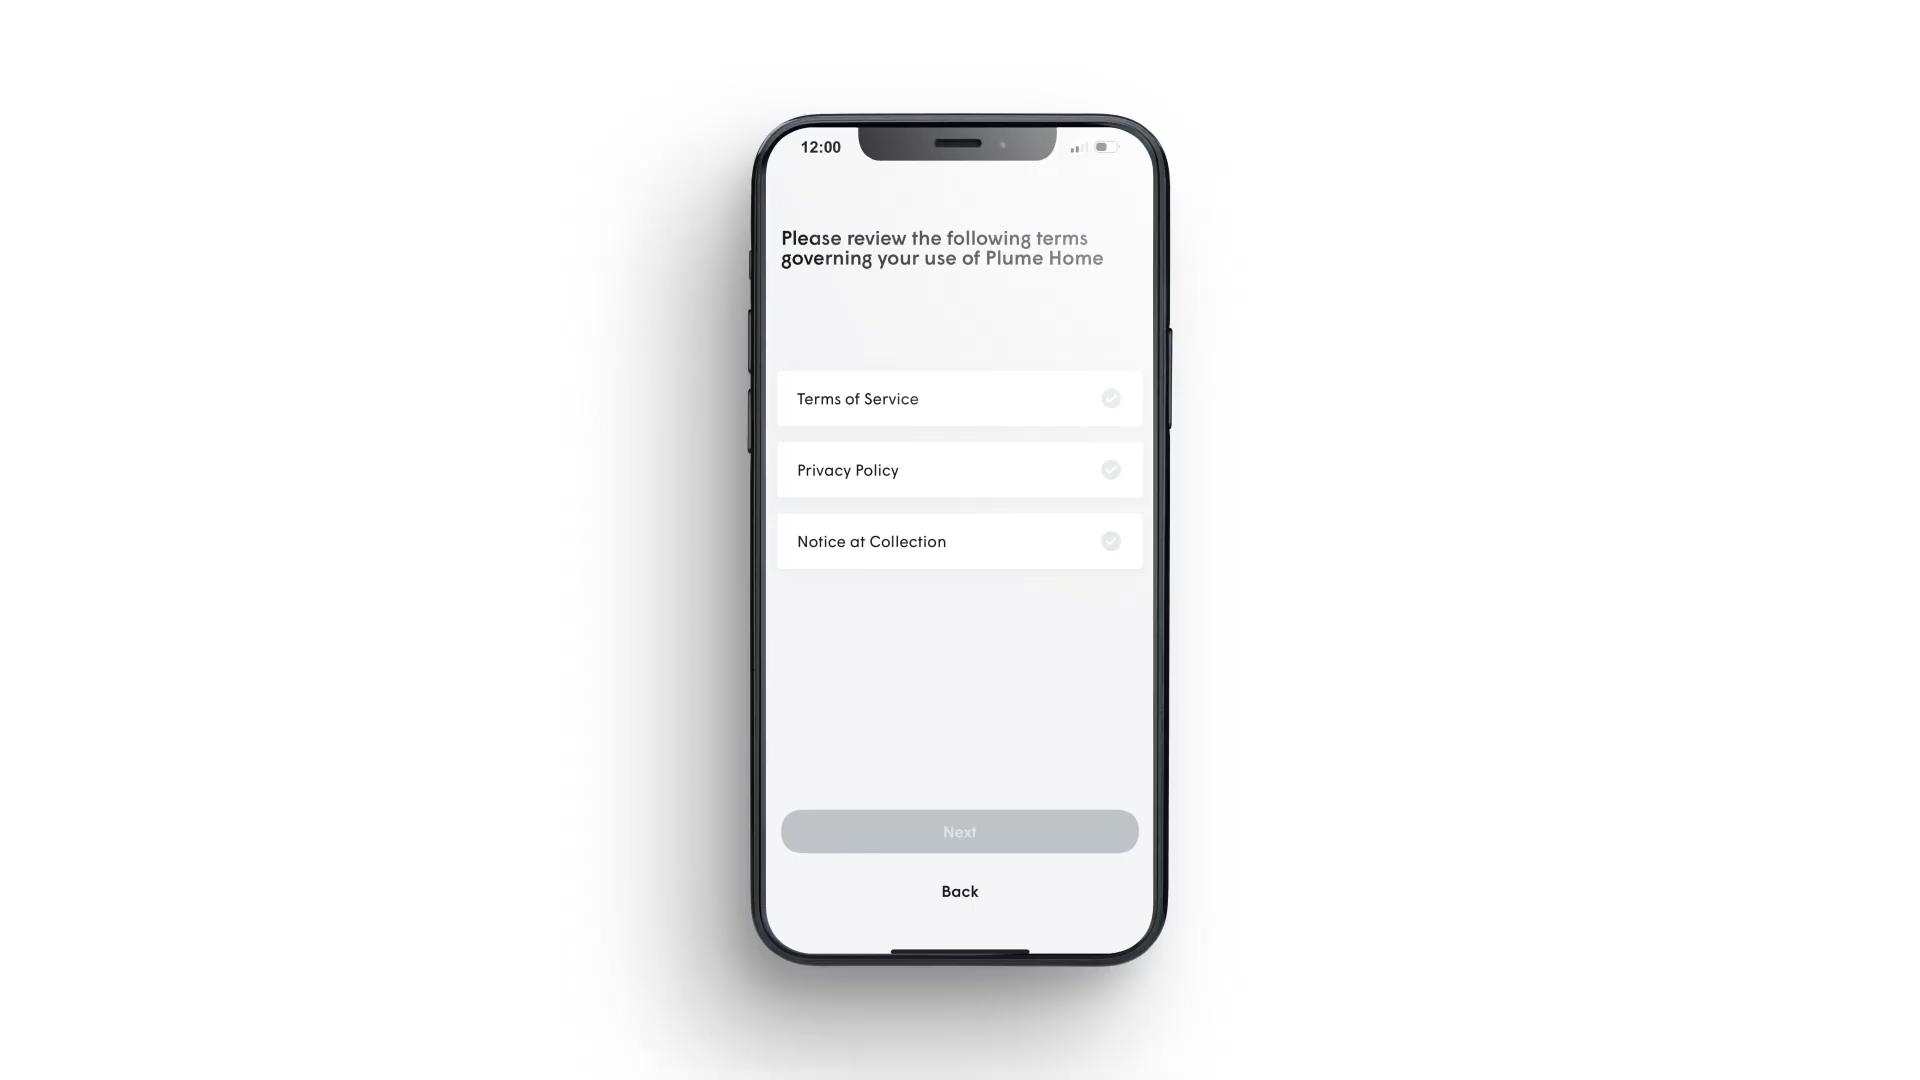 12:00
Please review the following terms
governing your use of Plume Home
Terms of Service
Privacy Policy
Notice at Collection
Next
Back